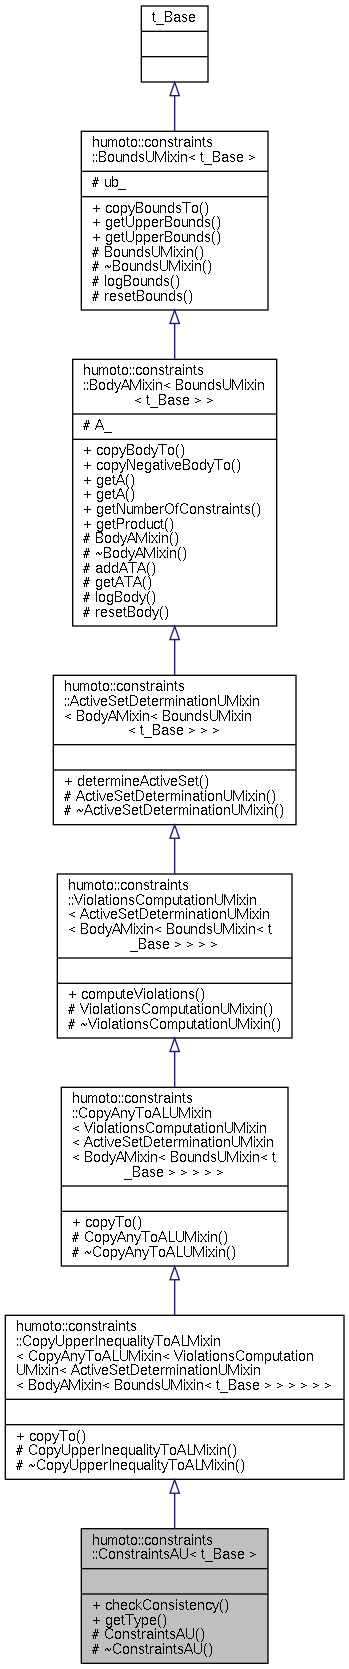 t_Base
humoto::constraints
::BoundsUMixin< t_Base >
# ub_
+ copyBoundsTo()
+ getUpperBounds()
+ getUpperBounds()
# BoundsUMixin()
# ~BoundsUMixin()
# logBounds()
# resetBounds()
humoto::constraints
::BodyAMixin< BoundsUMixin
< t_Base > >
# A_
+ copyBodyTo()
+ copyNegativeBodyTo()
+ getA()
+ getA()
+ getNumberOfConstraints()
+ getProduct()
# BodyAMixin()
# ~BodyAMixin()
# addATA()
# getATA()
# logBody()
# resetBody()
humoto::constraints
::ActiveSetDeterminationUMixin
< BodyAMixin< BoundsUMixin
< t_Base > > >
+ determineActiveSet()
# ActiveSetDeterminationUMixin()
# ~ActiveSetDeterminationUMixin()
humoto::constraints
::ViolationsComputationUMixin
< ActiveSetDeterminationUMixin
< BodyAMixin< BoundsUMixin< t
_Base > > > >
+ computeViolations()
# ViolationsComputationUMixin()
# ~ViolationsComputationUMixin()
humoto::constraints
::CopyAnyToALUMixin
< ViolationsComputationUMixin
< ActiveSetDeterminationUMixin
< BodyAMixin< BoundsUMixin< t
_Base > > > > >
+ copyTo()
# CopyAnyToALUMixin()
# ~CopyAnyToALUMixin()
humoto::constraints
::CopyUpperInequalityToALMixin
< CopyAnyToALUMixin< ViolationsComputation
UMixin< ActiveSetDeterminationUMixin
< BodyAMixin< BoundsUMixin< t_Base > > > > > >
+ copyTo()
# CopyUpperInequalityToALMixin()
# ~CopyUpperInequalityToALMixin()
humoto::constraints
::ConstraintsAU< t_Base >
+ checkConsistency()
+ getType()
# ConstraintsAU()
# ~ConstraintsAU()